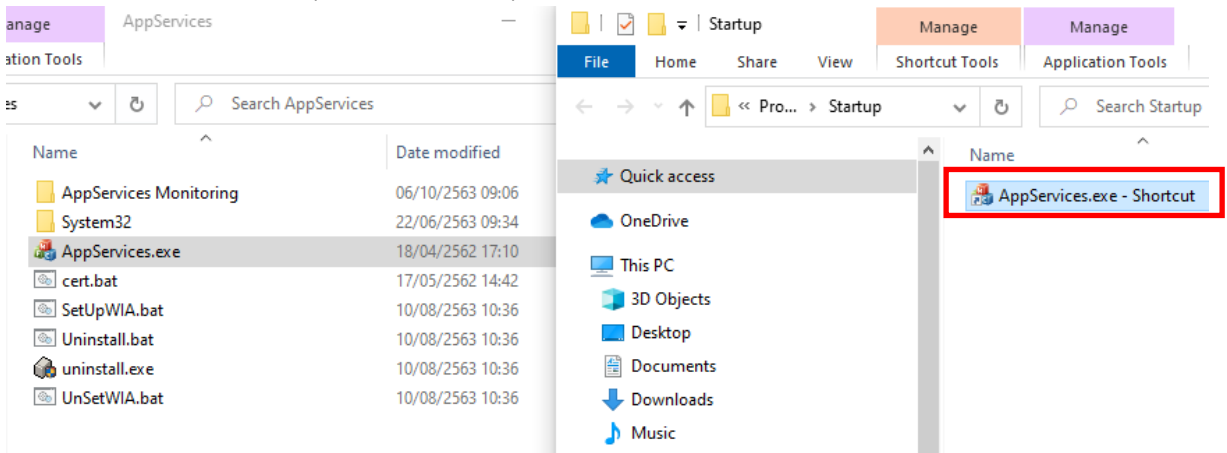 anage
AppServices
ation Tools
es
Search AppServices
Name
Date modified
AppServices Monitoring
06/10/2563 09:06
System32
22/06/2563 09:34
AppServices.exe
18/04/2562 17:10
cert.bat
17/05/2562 14:42
SetUpWIA.bat
10/08/2563 10:36
Uninstall.bat
10/08/2563 10:36
uninstall.exe
10/08/2563 10:36
UnSetWIA.bat
10/08/2563 10:36
Startup
Manage
Manage
File
Home
Share
View
Shortcut Tools
Application Tools
« Pro... › Startup
Search Startup
Name
Quick access
AppServices.exe - Shortcut
OneDrive
This PC
3D Objects
Desktop
Documents
Downloads
Music